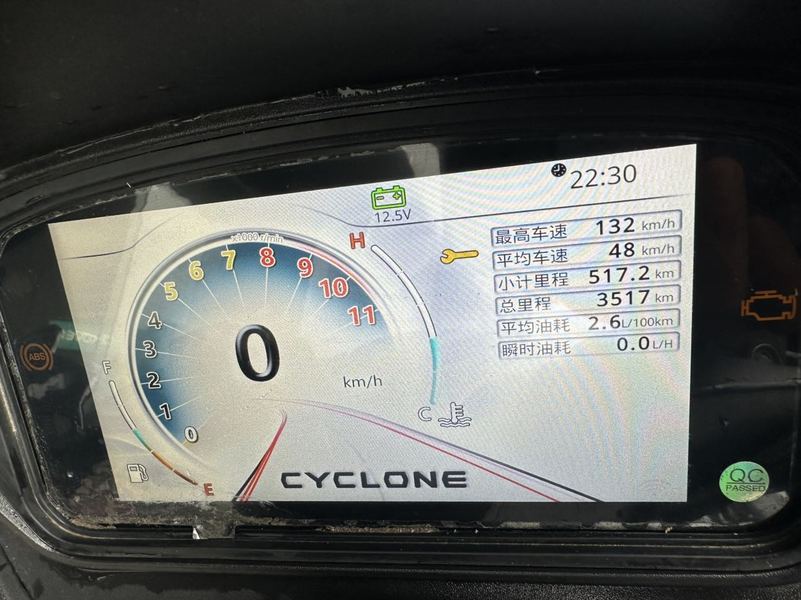 22:30
12.5V
最高车速 132 km/h
平均车速 48 km/h
小计里程 517.2 km
总里程 3517 km
平均油耗 2.6 L/100km
瞬时油耗 0.0 L/H
x1000 r/min
H
0 1 2 3 4 5 6 7 8 9 10 11
0
km/h
ABS
F
C
E
CYCLONE
QC
PASSED